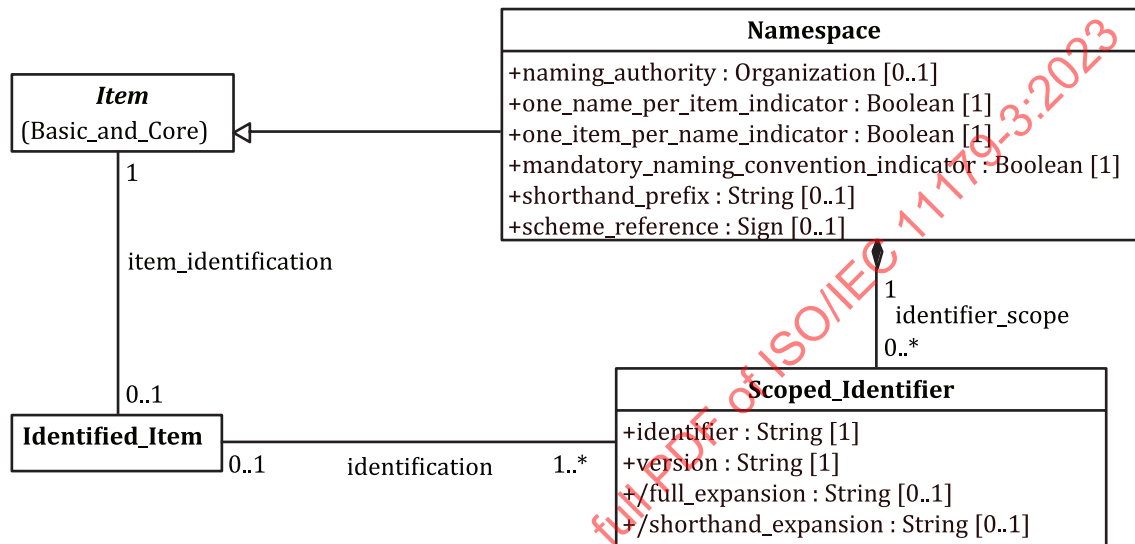 Namespace
+naming_authority : Organization [0..1]
+one_name_per_item_indicator : Boolean [1]
+one_item_per_name_indicator : Boolean [1]
+mandatory_naming_convention_indicator : Boolean [1]
+shorthand_prefix : String [0..1]
+scheme_reference : Sign [0..1]
Item
(Basic_and_Core)
1
item_identification
0..1
1
identifier_scope
0..*
Identified_Item
0..1
identification
1..*
Scoped_Identifier
+identifier : String [1]
+version : String [1]
+/full_expansion : String [0..1]
+/shorthand_expansion : String [0..1]
full PDF of ISO/IEC 11179-3:2023